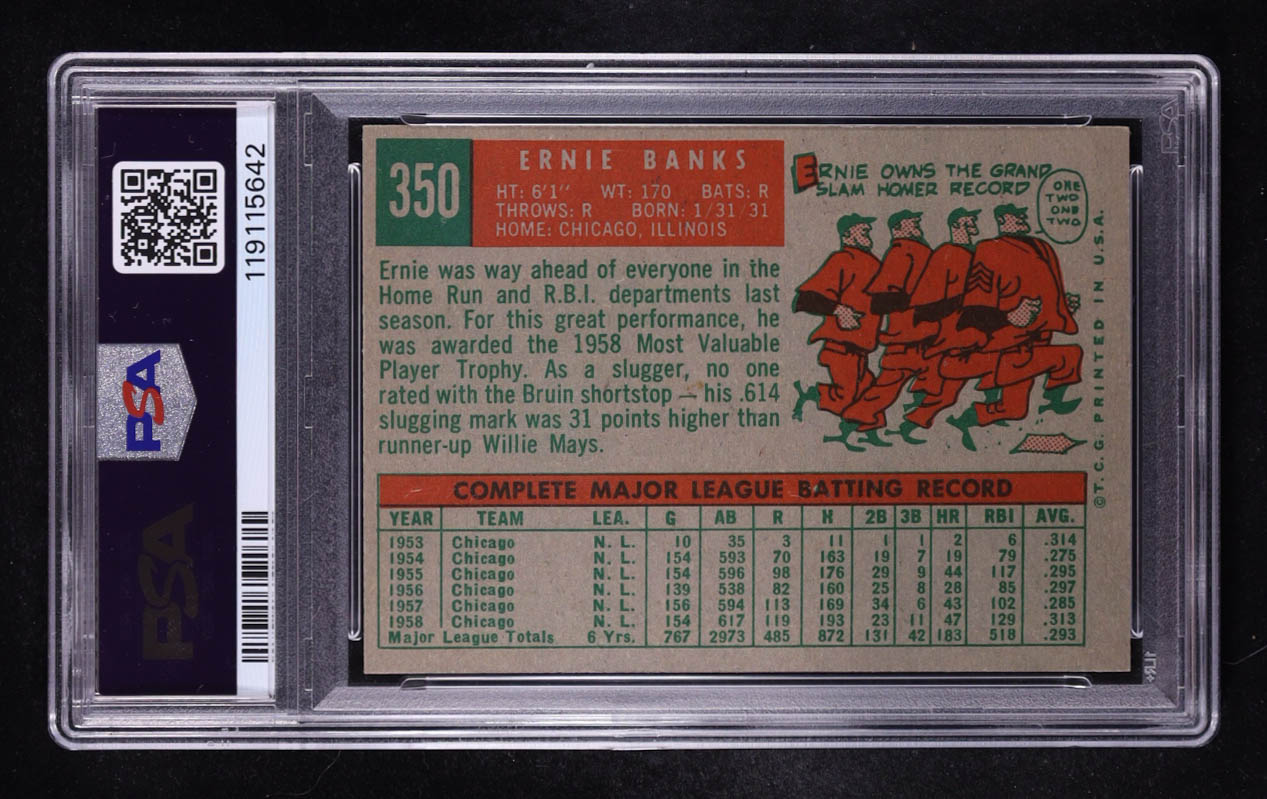 119115642
PSA
PSA
350
ERNIE BANKS
HT: 6'1" WT: 170 BATS: R
THROWS: R BORN: 1/31/31
HOME: CHICAGO, ILLINOIS
ERNIE OWNS THE GRAND
SLAM HOMER RECORD
ONE
TWO
ONE
TWO
Ernie was way ahead of everyone in the
Home Run and R.B.I. departments last
season. For this great performance, he
was awarded the 1958 Most Valuable
Player Trophy. As a slugger, no one
rated with the Bruin shortstop — his .614
slugging mark was 31 points higher than
runner-up Willie Mays.
©T. C. G. PRINTED IN U.S.A.
COMPLETE MAJOR LEAGUE BATTING RECORD
YEAR TEAM LEA. G AB R H 2B 3B HR RBI AVG.
1953 Chicago N. L. 10 35 3 11 1 1 2 6 .314
1954 Chicago N. L. 154 593 70 163 19 7 19 79 .275
1955 Chicago N. L. 154 596 98 176 29 9 44 117 .295
1956 Chicago N. L. 139 538 82 160 25 8 28 85 .297
1957 Chicago N. L. 156 594 113 169 34 6 43 102 .285
1958 Chicago N. L. 154 617 119 193 23 11 47 129 .313
Major League Totals 6 Yrs. 767 2973 485 872 131 42 183 518 .293
PSA